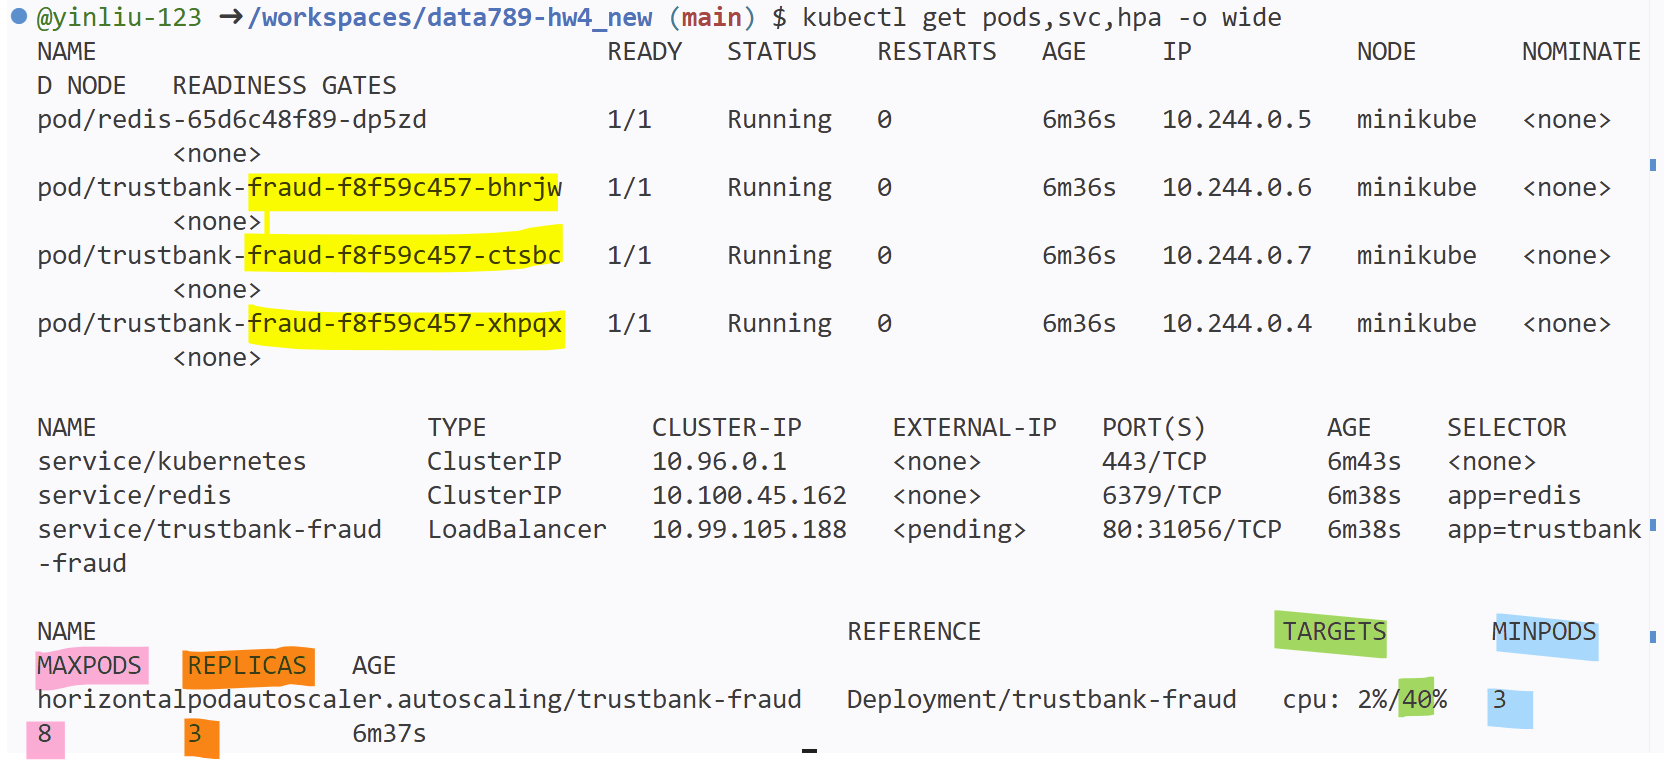 @yinliu-123 ➜ /workspaces/data789-hw4_new (main) $ kubectl get pods,svc,hpa -o wide
NAME                                  READY   STATUS    RESTARTS   AGE     IP           NODE       NOMINATE
D NODE   READINESS GATES
pod/redis-65d6c48f89-dp5zd            1/1     Running   0          6m36s   10.244.0.5   minikube   <none>
         <none>
pod/trustbank-fraud-f8f59c457-bhrjw   1/1     Running   0          6m36s   10.244.0.6   minikube   <none>
         <none>
pod/trustbank-fraud-f8f59c457-ctsbc   1/1     Running   0          6m36s   10.244.0.7   minikube   <none>
         <none>
pod/trustbank-fraud-f8f59c457-xhpqx   1/1     Running   0          6m36s   10.244.0.4   minikube   <none>
         <none>
NAME                      TYPE           CLUSTER-IP      EXTERNAL-IP   PORT(S)        AGE     SELECTOR
service/kubernetes        ClusterIP      10.96.0.1       <none>        443/TCP        6m43s   <none>
service/redis             ClusterIP      10.100.45.162   <none>        6379/TCP       6m38s   app=redis
service/trustbank-fraud   LoadBalancer   10.99.105.188   <pending>     80:31056/TCP   6m38s   app=trustbank
-fraud
NAME                                                  REFERENCE                    TARGETS       MINPODS
MAXPODS   REPLICAS   AGE
horizontalpodautoscaler.autoscaling/trustbank-fraud   Deployment/trustbank-fraud   cpu: 2%/40%   3
8         3          6m37s